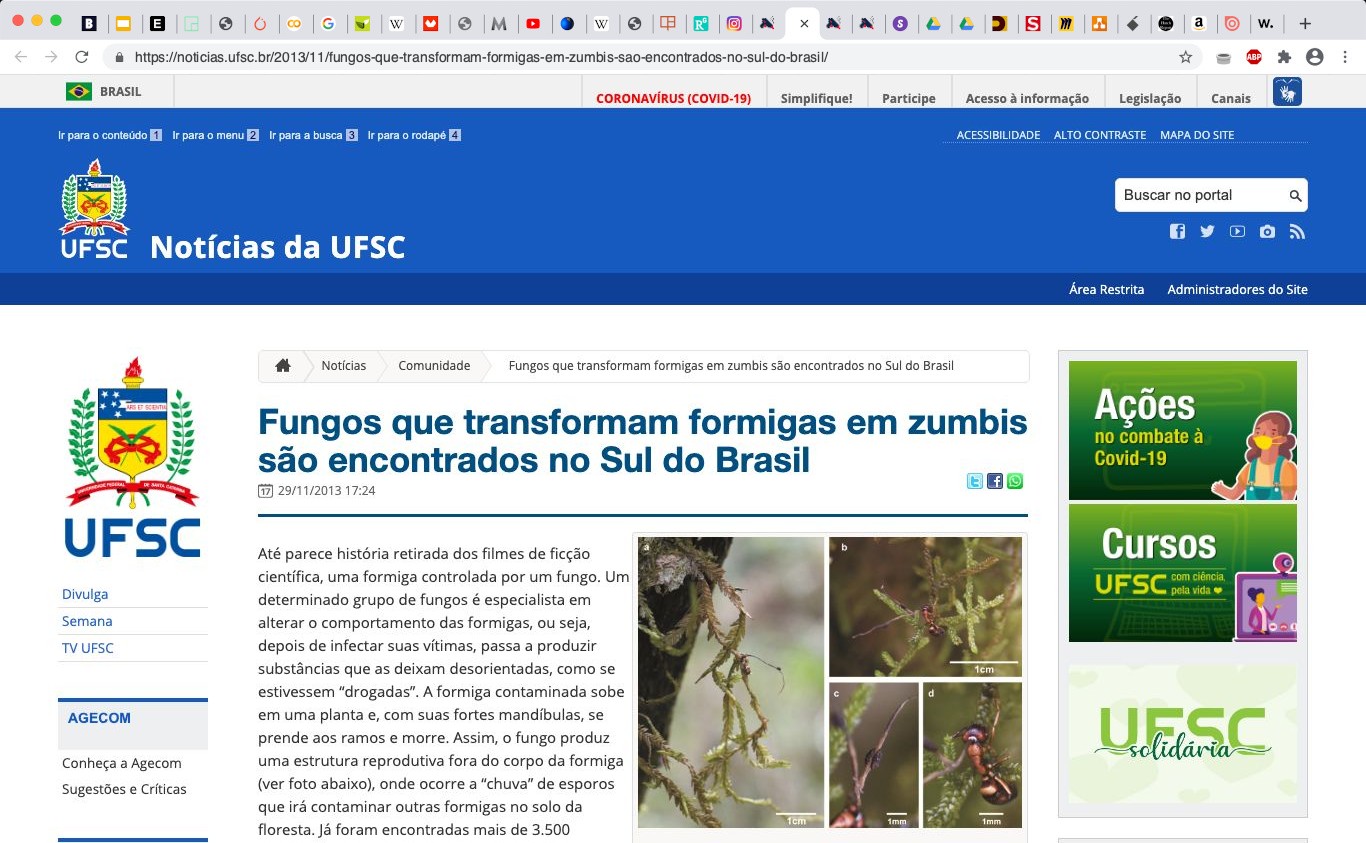 https://noticias.ufsc.br/2013/11/fungos-que-transformam-formigas-em-zumbis-sao-encontrados-no-sul-do-brasil/
ABP
BRASIL
CORONAVÍRUS (COVID-19)
Simplifique!
Participe
Acesso à informação
Legislação
Canais
Ir para o conteúdo 1 Ir para o menu 2 Ir para a busca 3 Ir para o rodapé 4
ACESSIBILIDADE ALTO CONTRASTE MAPA DO SITE
Buscar no portal
UFSC
Notícias da UFSC
Área Restrita Administradores do Site
ARS ET SCIENTIA
UNIVERSIDADE FEDERAL DE SANTA CATARINA
UFSC
Divulga
Semana
TV UFSC
AGECOM
Conheça a Agecom
Sugestões e Críticas
Notícias
Comunidade
Fungos que transformam formigas em zumbis são encontrados no Sul do Brasil
Fungos que transformam formigas em zumbis
são encontrados no Sul do Brasil
17 29/11/2013 17:24
Até parece história retirada dos filmes de ficção
científica, uma formiga controlada por um fungo. Um
determinado grupo de fungos é especialista em
alterar o comportamento das formigas, ou seja,
depois de infectar suas vítimas, passa a produzir
substâncias que as deixam desorientadas, como se
estivessem “drogadas”. A formiga contaminada sobe
em uma planta e, com suas fortes mandíbulas, se
prende aos ramos e morre. Assim, o fungo produz
uma estrutura reprodutiva fora do corpo da formiga
(ver foto abaixo), onde ocorre a “chuva” de esporos
que irá contaminar outras formigas no solo da
floresta. Já foram encontradas mais de 3.500
a
1cm
b
1cm
c
1mm
d
1mm
Ações
no combate à
Covid-19
Cursos
UFSC com ciência,
pela vida
UFSC
solidária